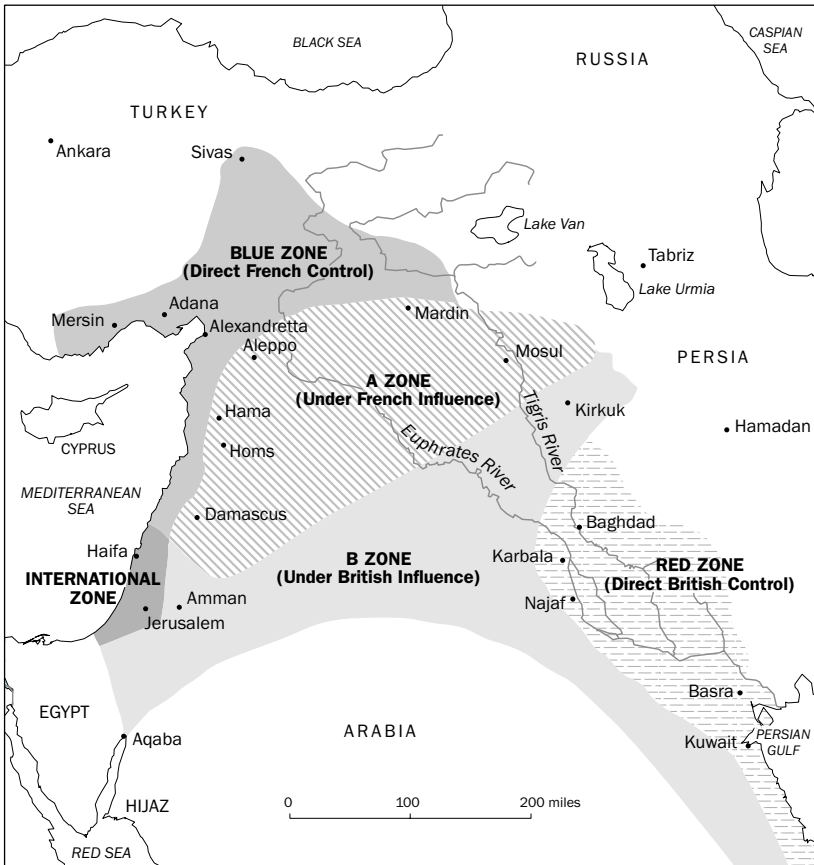 BLACK SEA
CASPIAN
SEA
RUSSIA
TURKEY
Ankara
Sivas
Lake Van
BLUE ZONE
(Direct French Control)
Tabriz
Lake Urmia
Adana
Mersin
Alexandretta
Mardin
Aleppo
Mosul
PERSIA
A ZONE
(Under French Influence)
Tigris River
Kirkuk
Hama
Homs
Hamadan
Euphrates River
CYPRUS
MEDITERRANEAN
SEA
Damascus
Baghdad
Haifa
Karbala
B ZONE
(Under British Influence)
RED ZONE
(Direct British Control)
INTERNATIONAL
ZONE
Amman
Najaf
Jerusalem
Basra
EGYPT
Aqaba
ARABIA
Kuwait
PERSIAN
GULF
HIJAZ
0 100 200 miles
RED SEA